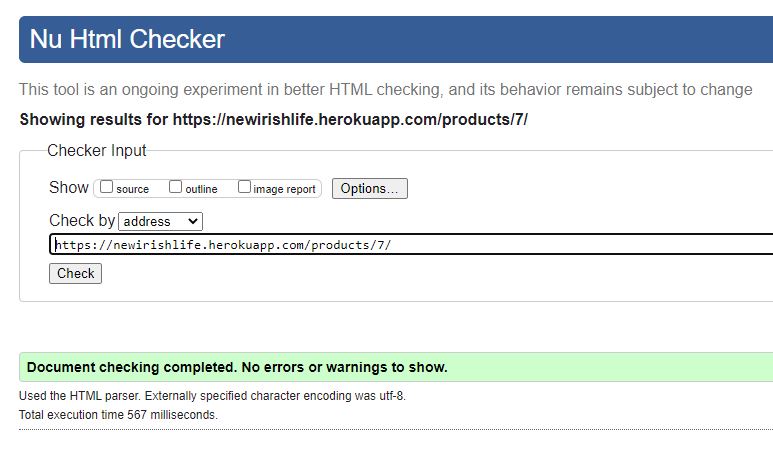 Nu Html Checker
This tool is an ongoing experiment in better HTML checking, and its behavior remains subject to change
Showing results for https://newirishlife.herokuapp.com/products/7/
Checker Input
Show source outline image report Options...
Check by address
https://newirishlife.herokuapp.com/products/7/
Check
Document checking completed. No errors or warnings to show.
Used the HTML parser. Externally specified character encoding was utf-8.
Total execution time 567 milliseconds.